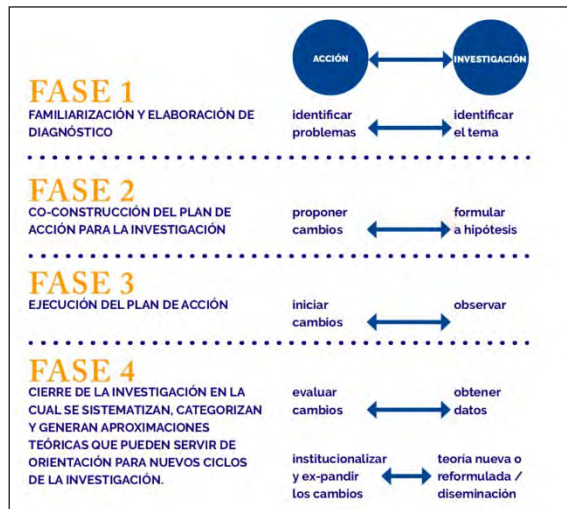 ACCIÓN
INVESTIGACIÓN
FASE 1
FAMILIARIZACIÓN Y ELABORACIÓN DE
DIAGNÓSTICO
identificar
problemas
identificar
el tema
FASE 2
CO-CONSTRUCCIÓN DEL PLAN DE
ACCIÓN PARA LA INVESTIGACIÓN
proponer
cambios
formular
a hipótesis
FASE 3
EJECUCIÓN DEL PLAN DE ACCIÓN
iniciar
cambios
observar
FASE 4
CIERRE DE LA INVESTIGACIÓN EN LA
CUAL SE SISTEMATIZAN, CATEGORIZAN
Y GENERAN APROXIMACIONES
TEÓRICAS QUE PUEDEN SERVIR DE
ORIENTACIÓN PARA NUEVOS CICLOS
DE LA INVESTIGACIÓN.
evaluar
cambios
obtener
datos
institucionalizar
y ex-pandir
los cambios
teoría nueva o
reformulada /
diseminación